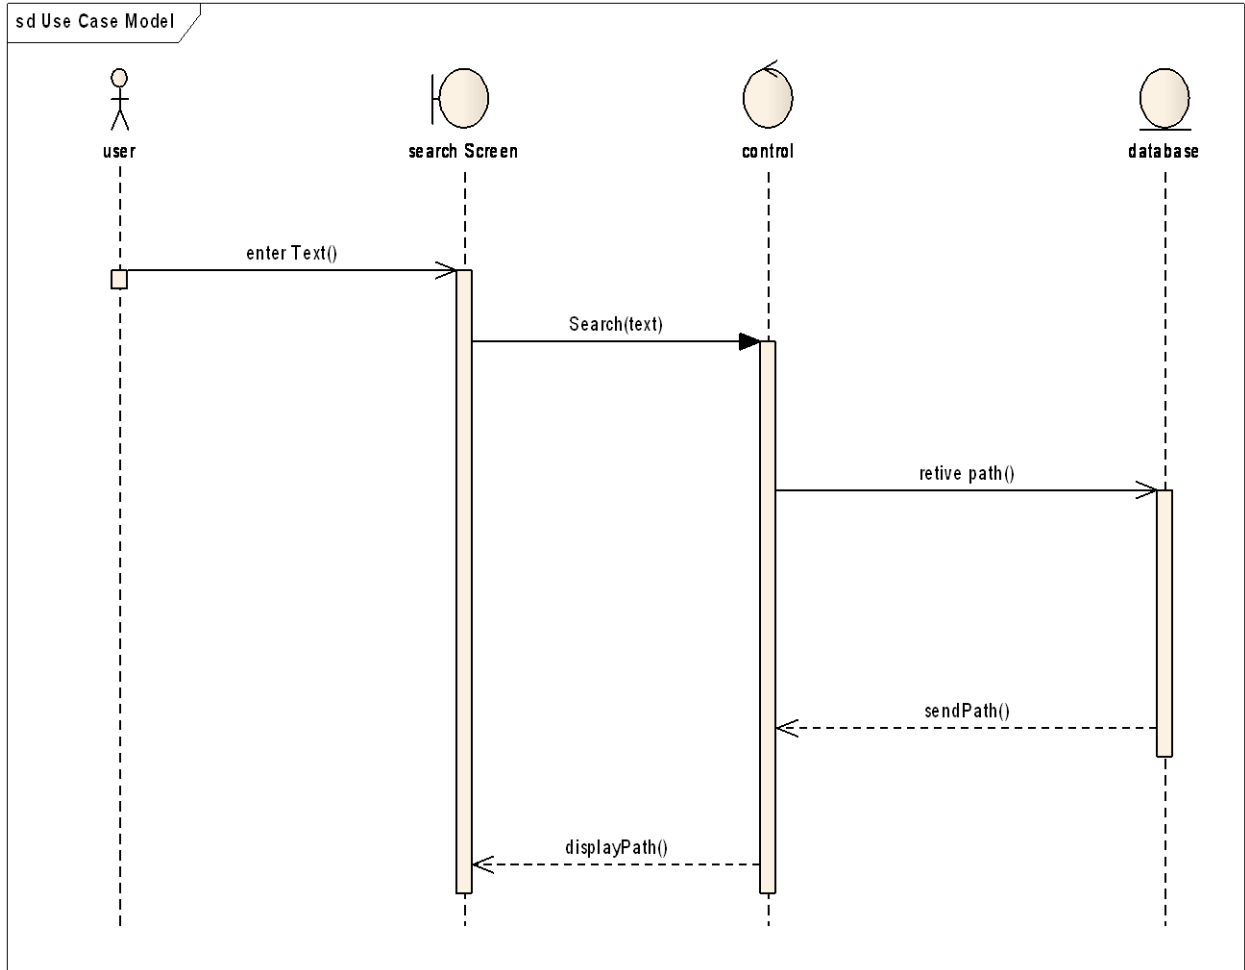 sd Use Case Model
user
search Screen
control
database
enter Text()
Search(text)
retive path()
sendPath()
displayPath()